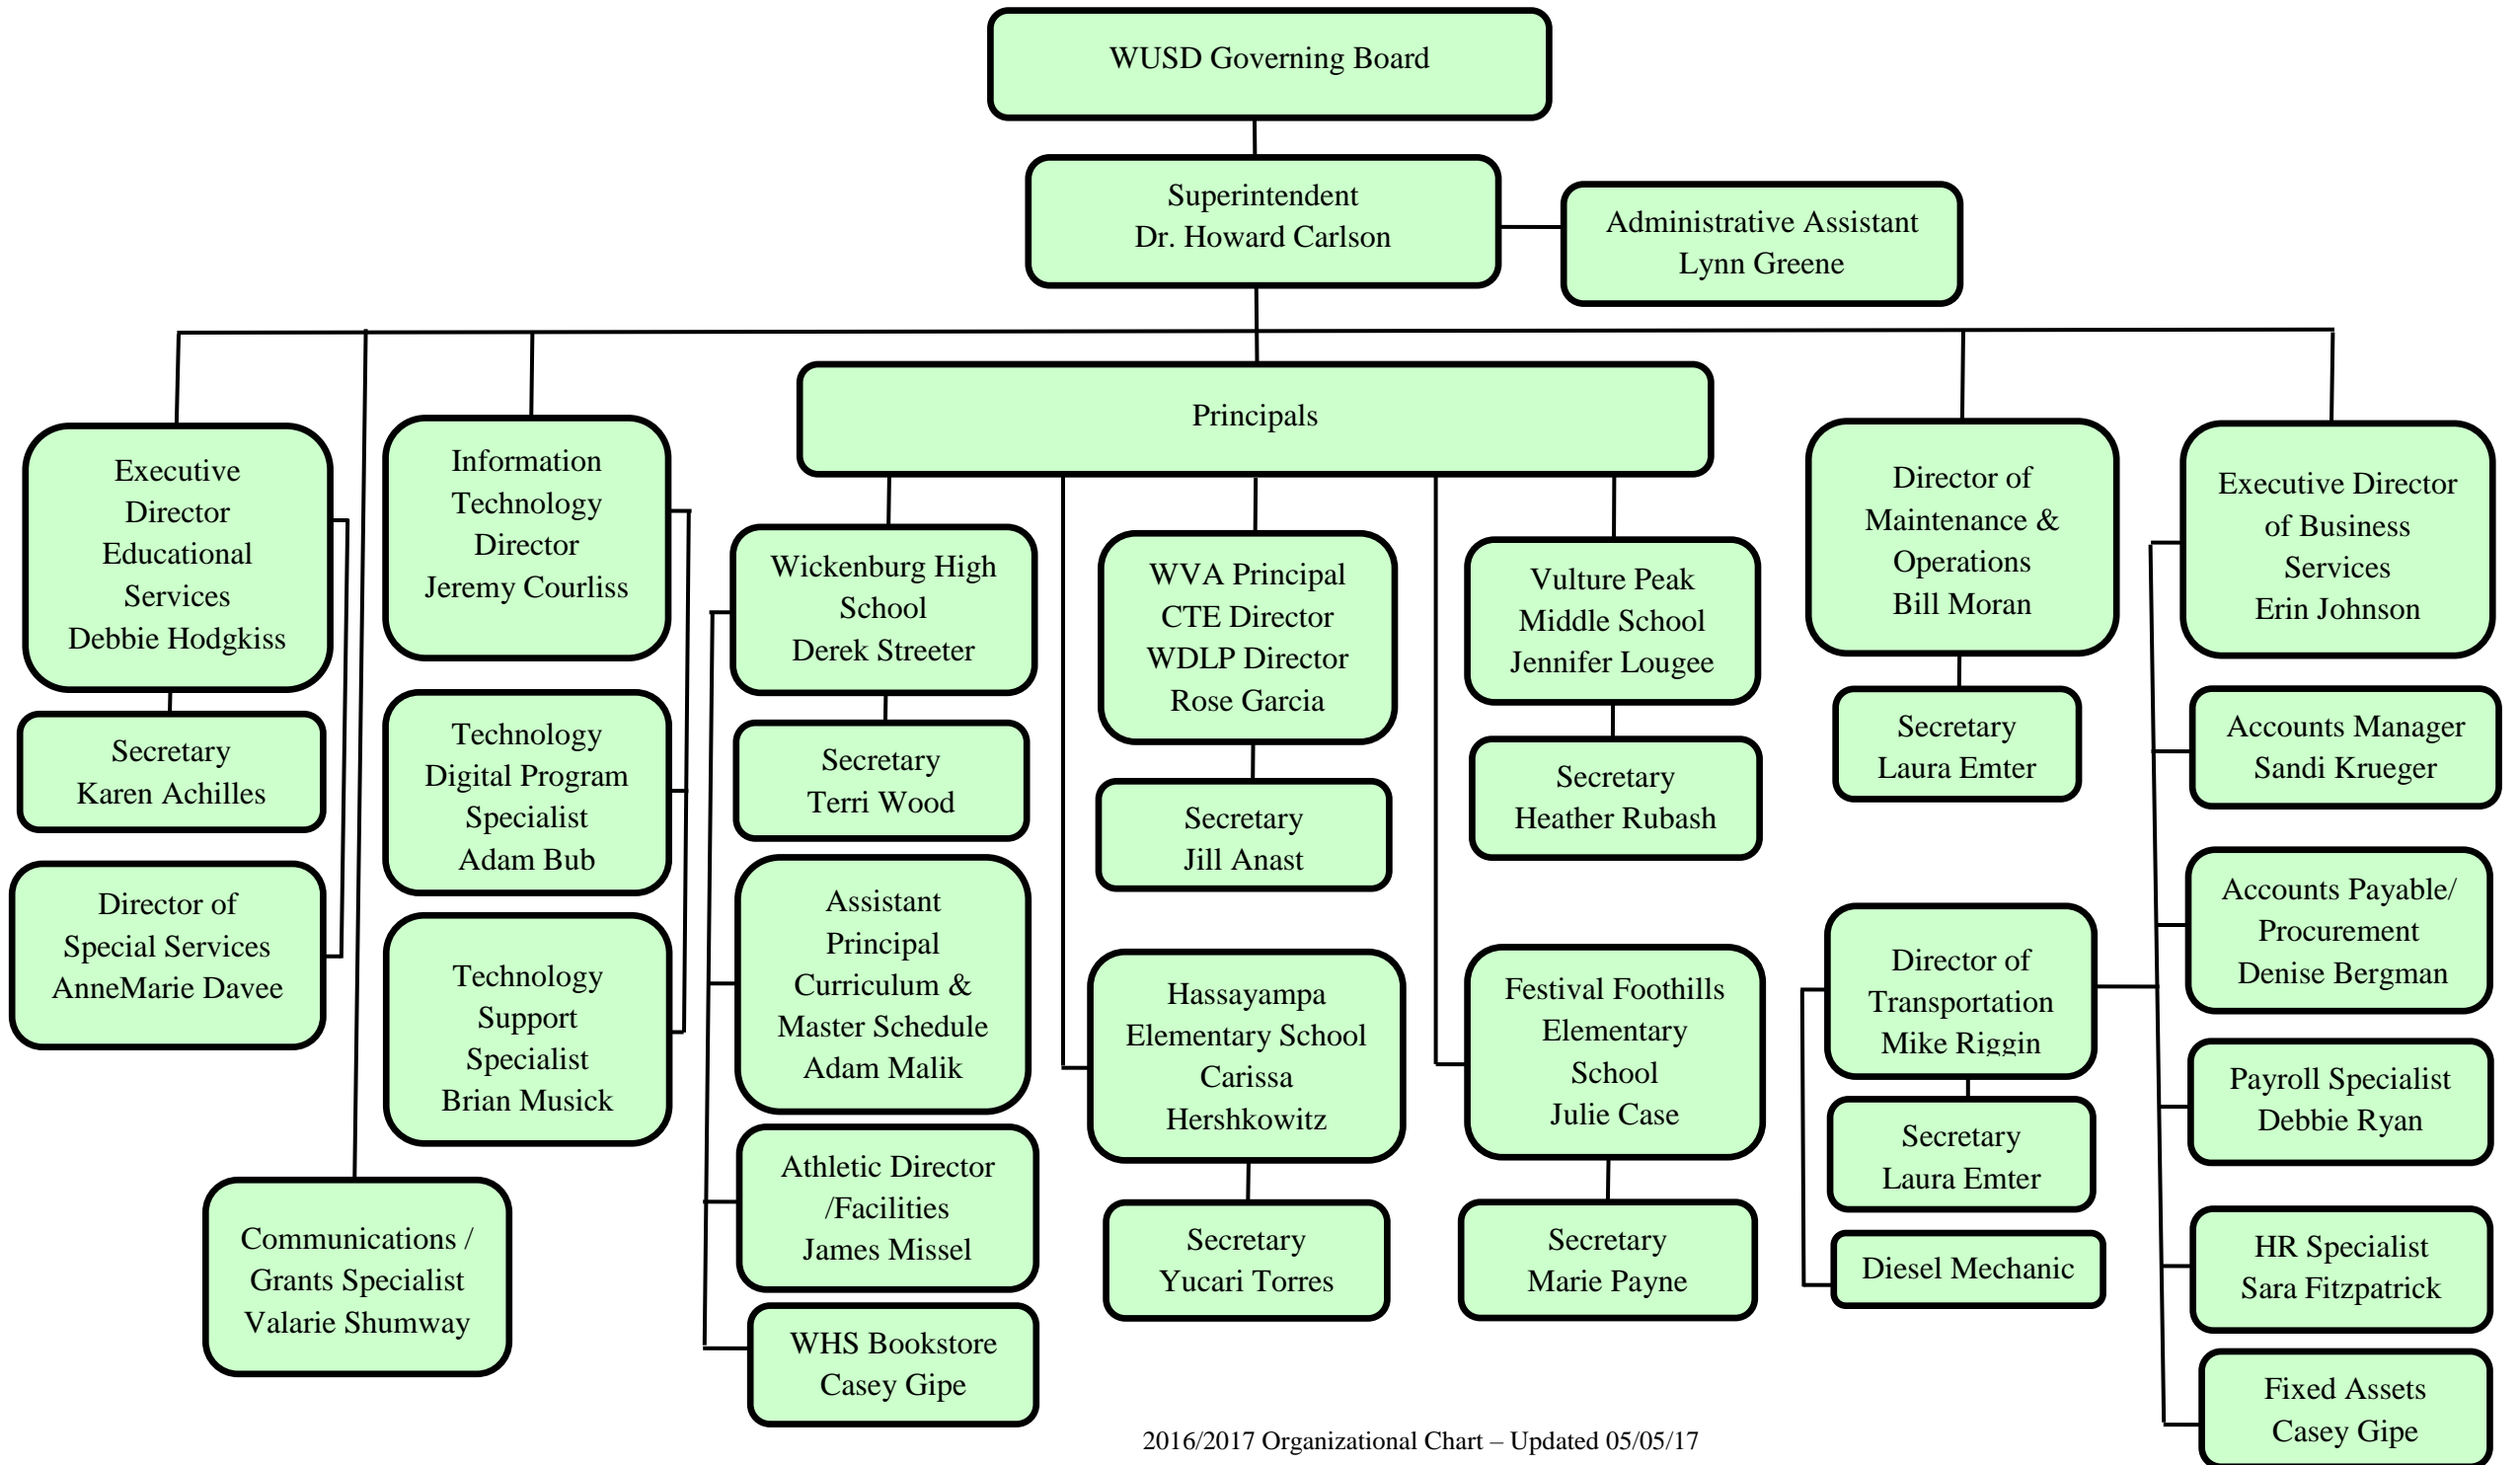 WUSD Governing Board
Superintendent
Dr. Howard Carlson
Administrative Assistant
Lynn Greene
Principals
Executive
Director
Educational
Services
Debbie Hodgkiss
Secretary
Karen Achilles
Director of
Special Services
AnneMarie Davee
Communications /
Grants Specialist
Valarie Shumway
Information
Technology
Director
Jeremy Courliss
Technology
Digital Program
Specialist
Adam Bub
Technology
Support
Specialist
Brian Musick
Wickenburg High
School
Derek Streeter
Secretary
Terri Wood
Assistant
Principal
Curriculum &
Master Schedule
Adam Malik
Athletic Director
/Facilities
James Missel
WHS Bookstore
Casey Gipe
WVA Principal
CTE Director
WDLP Director
Rose Garcia
Secretary
Jill Anast
Hassayampa
Elementary School
Carissa
Hershkowitz
Secretary
Yucari Torres
Vulture Peak
Middle School
Jennifer Lougee
Secretary
Heather Rubash
Festival Foothills
Elementary
School
Julie Case
Secretary
Marie Payne
Director of
Maintenance &
Operations
Bill Moran
Secretary
Laura Emter
Director of
Transportation
Mike Riggin
Secretary
Laura Emter
Diesel Mechanic
Executive Director
of Business
Services
Erin Johnson
Accounts Manager
Sandi Krueger
Accounts Payable/
Procurement
Denise Bergman
Payroll Specialist
Debbie Ryan
HR Specialist
Sara Fitzpatrick
Fixed Assets
Casey Gipe
2016/2017 Organizational Chart – Updated 05/05/17